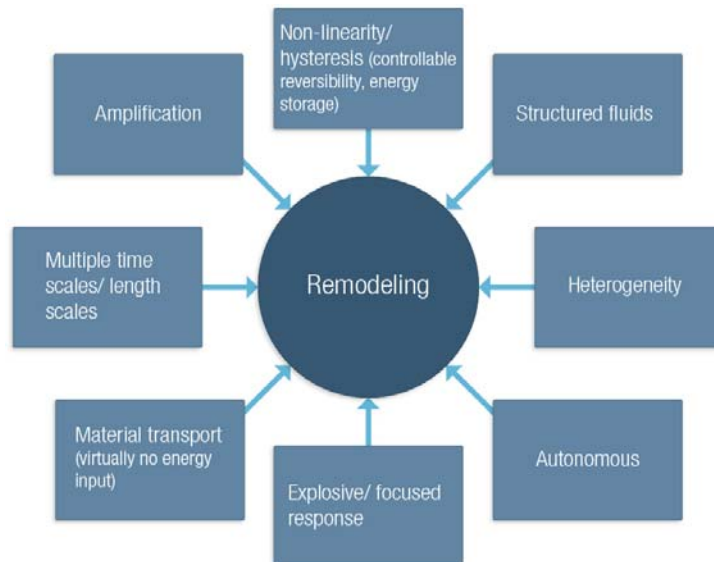 Non-linearity/
hysteresis (controllable
reversibility, energy
storage)
Amplification
Structured fluids
Multiple time
scales/ length
scales
Remodeling
Heterogeneity
Material transport
(virtually no energy
input)
Explosive/ focused
response
Autonomous